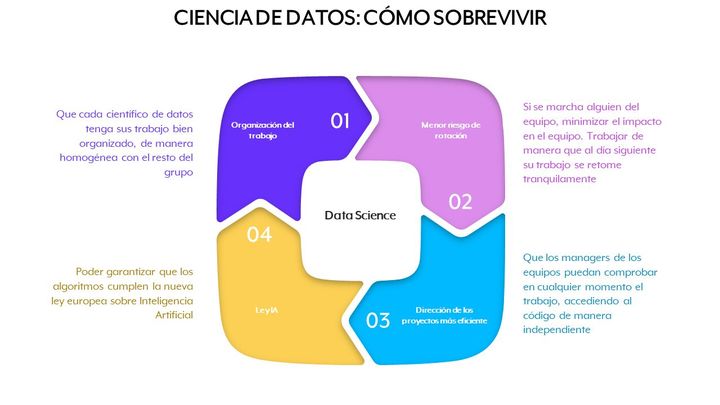 CIENCIA DE DATOS: CÓMO SOBREVIVIR
Que cada científico de datos
tenga sus trabajo bien
organizado, de manera
homogénea con el resto del
grupo
Organización del
trabajo
01
Menor riesgo de
rotación
02
Si se marcha alguien del
equipo, minimizar el impacto
en el equipo. Trabajar de
manera que al día siguiente
su trabajo se retome
tranquilamente
Data Science
04
Ley IA
Poder garantizar que los
algoritmos cumplen la nueva
ley europea sobre Inteligencia
Artificial
03
Dirección de los
proyectos más eficiente
Que los managers de los
equipos puedan comprobar
en cualquier momento el
trabajo, accediendo al
código de manera
independiente